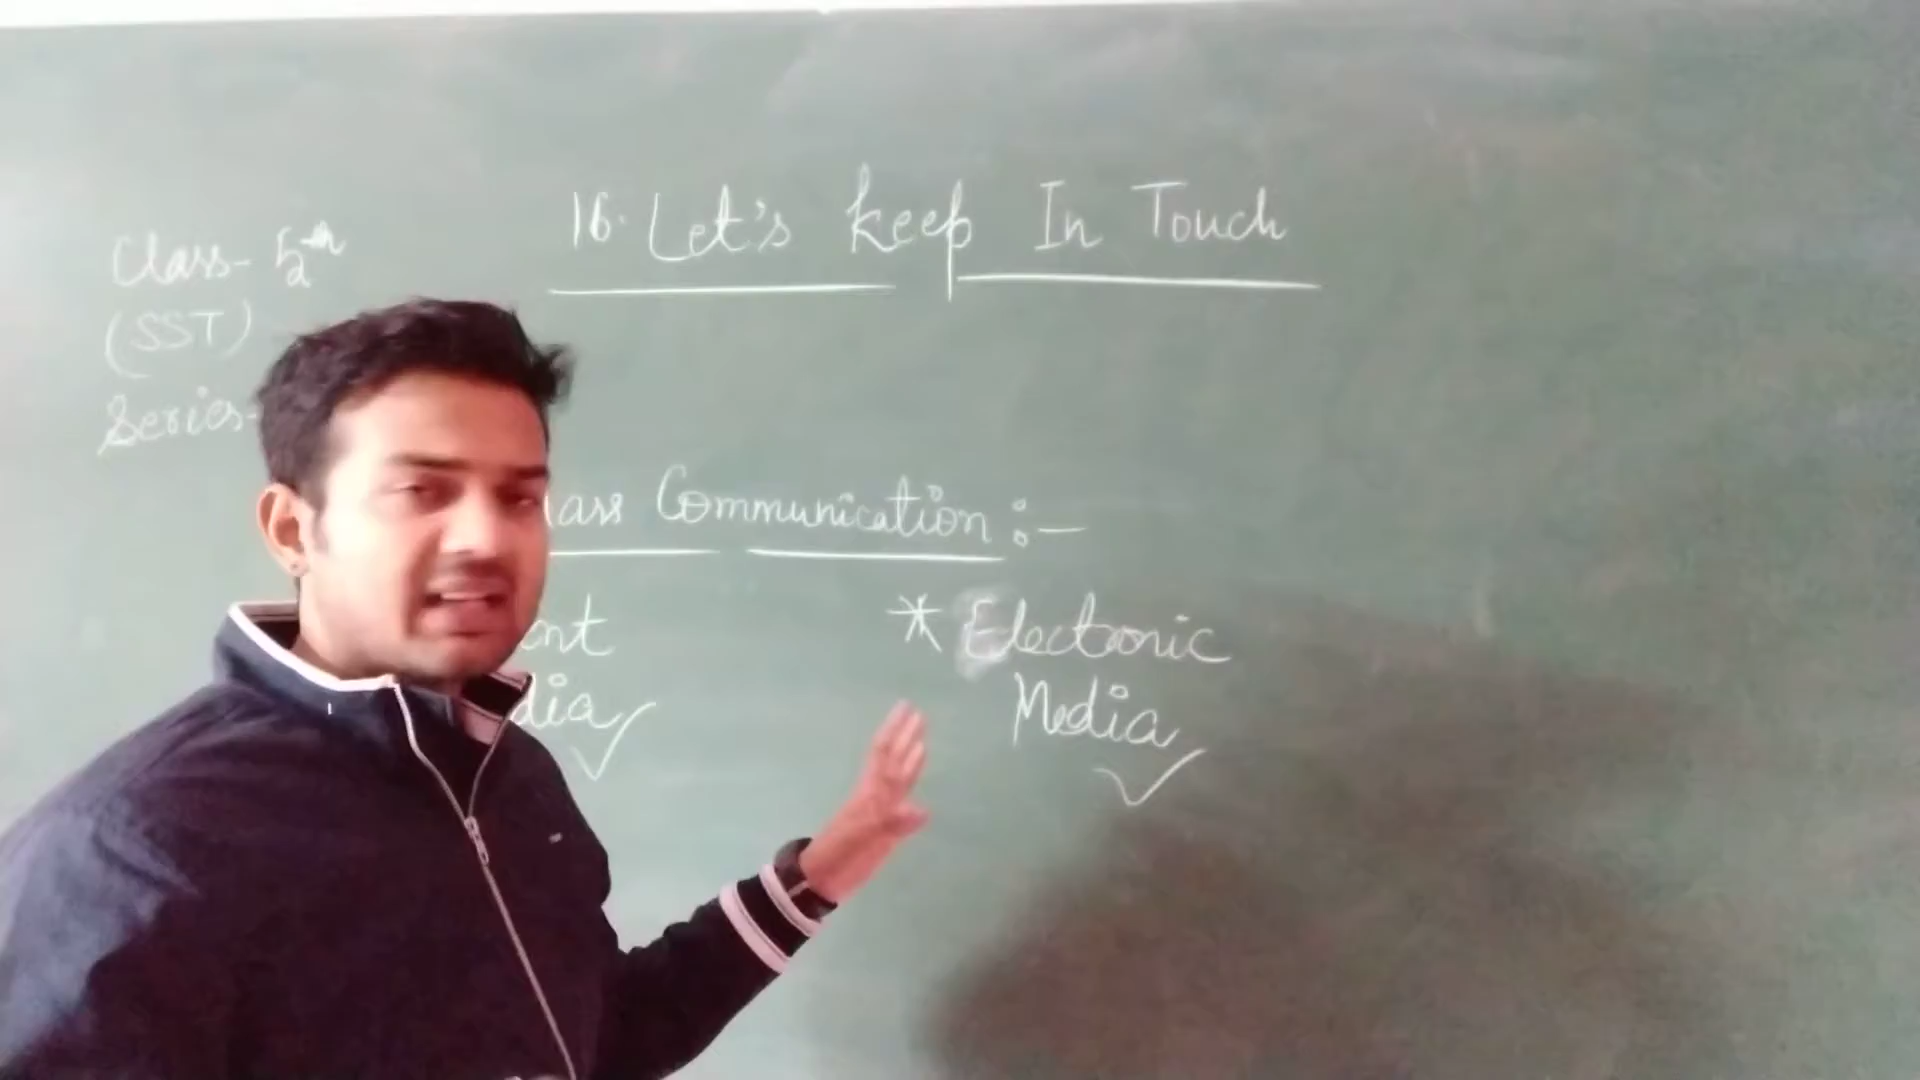 16. Let's keep In Touch
Class- 5th
(SST)
Series-
Communication :-
* Electronic
Media